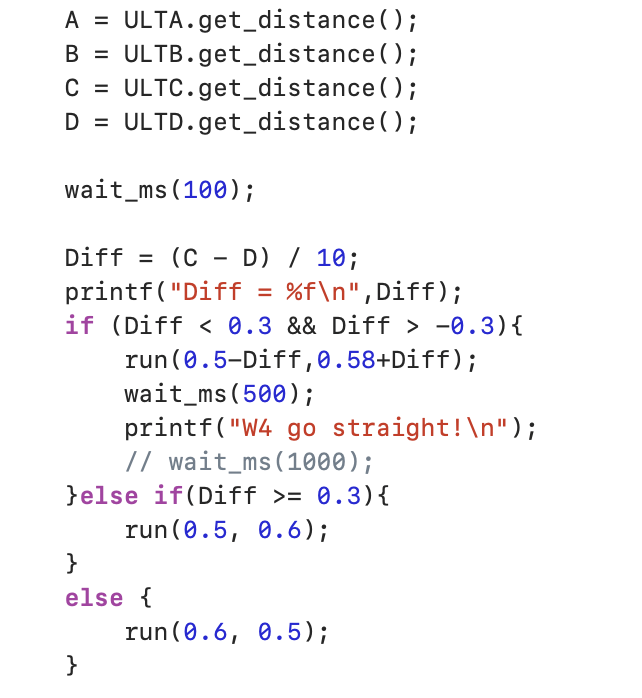 A = ULTA.get_distance();
B = ULTB.get_distance();
C = ULTC.get_distance();
D = ULTD.get_distance();

wait_ms(100);

Diff = (C - D) / 10;
printf("Diff = %f\n",Diff);
if (Diff < 0.3 && Diff > -0.3){
    run(0.5-Diff,0.58+Diff);
    wait_ms(500);
    printf("W4 go straight!\n");
    // wait_ms(1000);
}else if(Diff >= 0.3){
    run(0.5, 0.6);
}
else {
    run(0.6, 0.5);
}